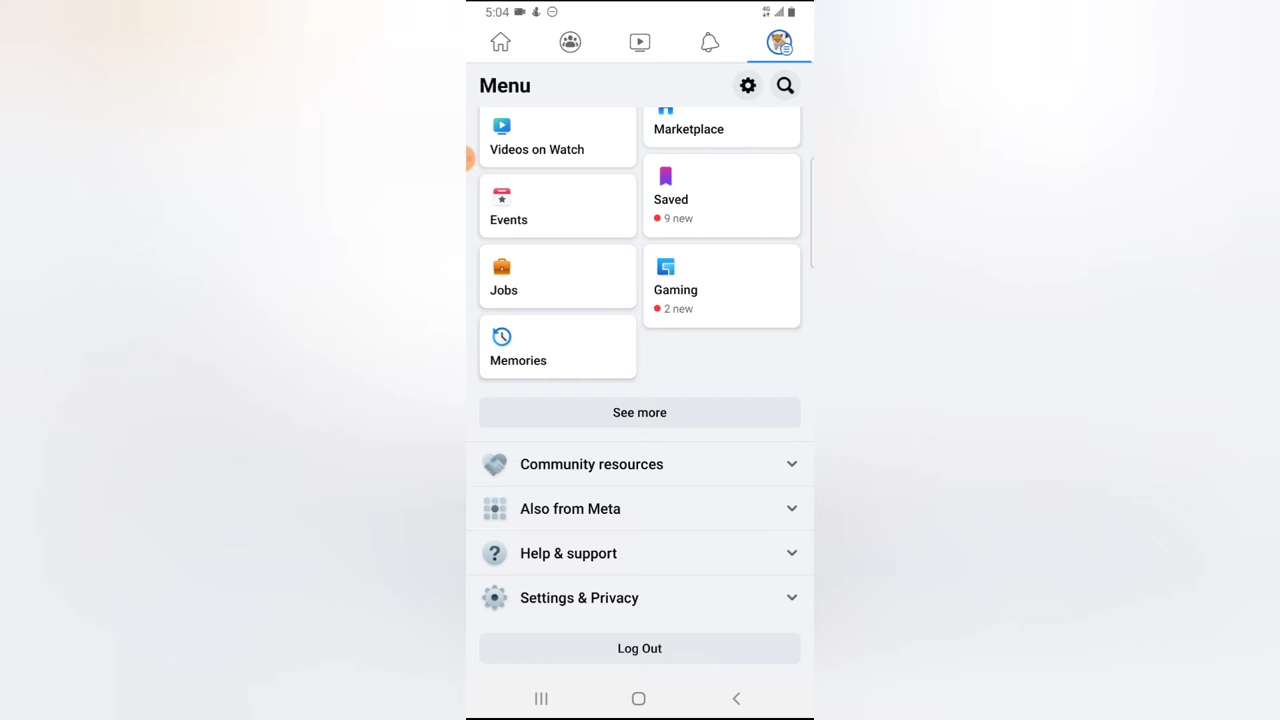 5:04
4G
Menu
Videos on Watch
Marketplace
Events
Saved
9 new
Jobs
Gaming
2 new
Memories
See more
Community resources
Also from Meta
Help & support
Settings & Privacy
Log Out